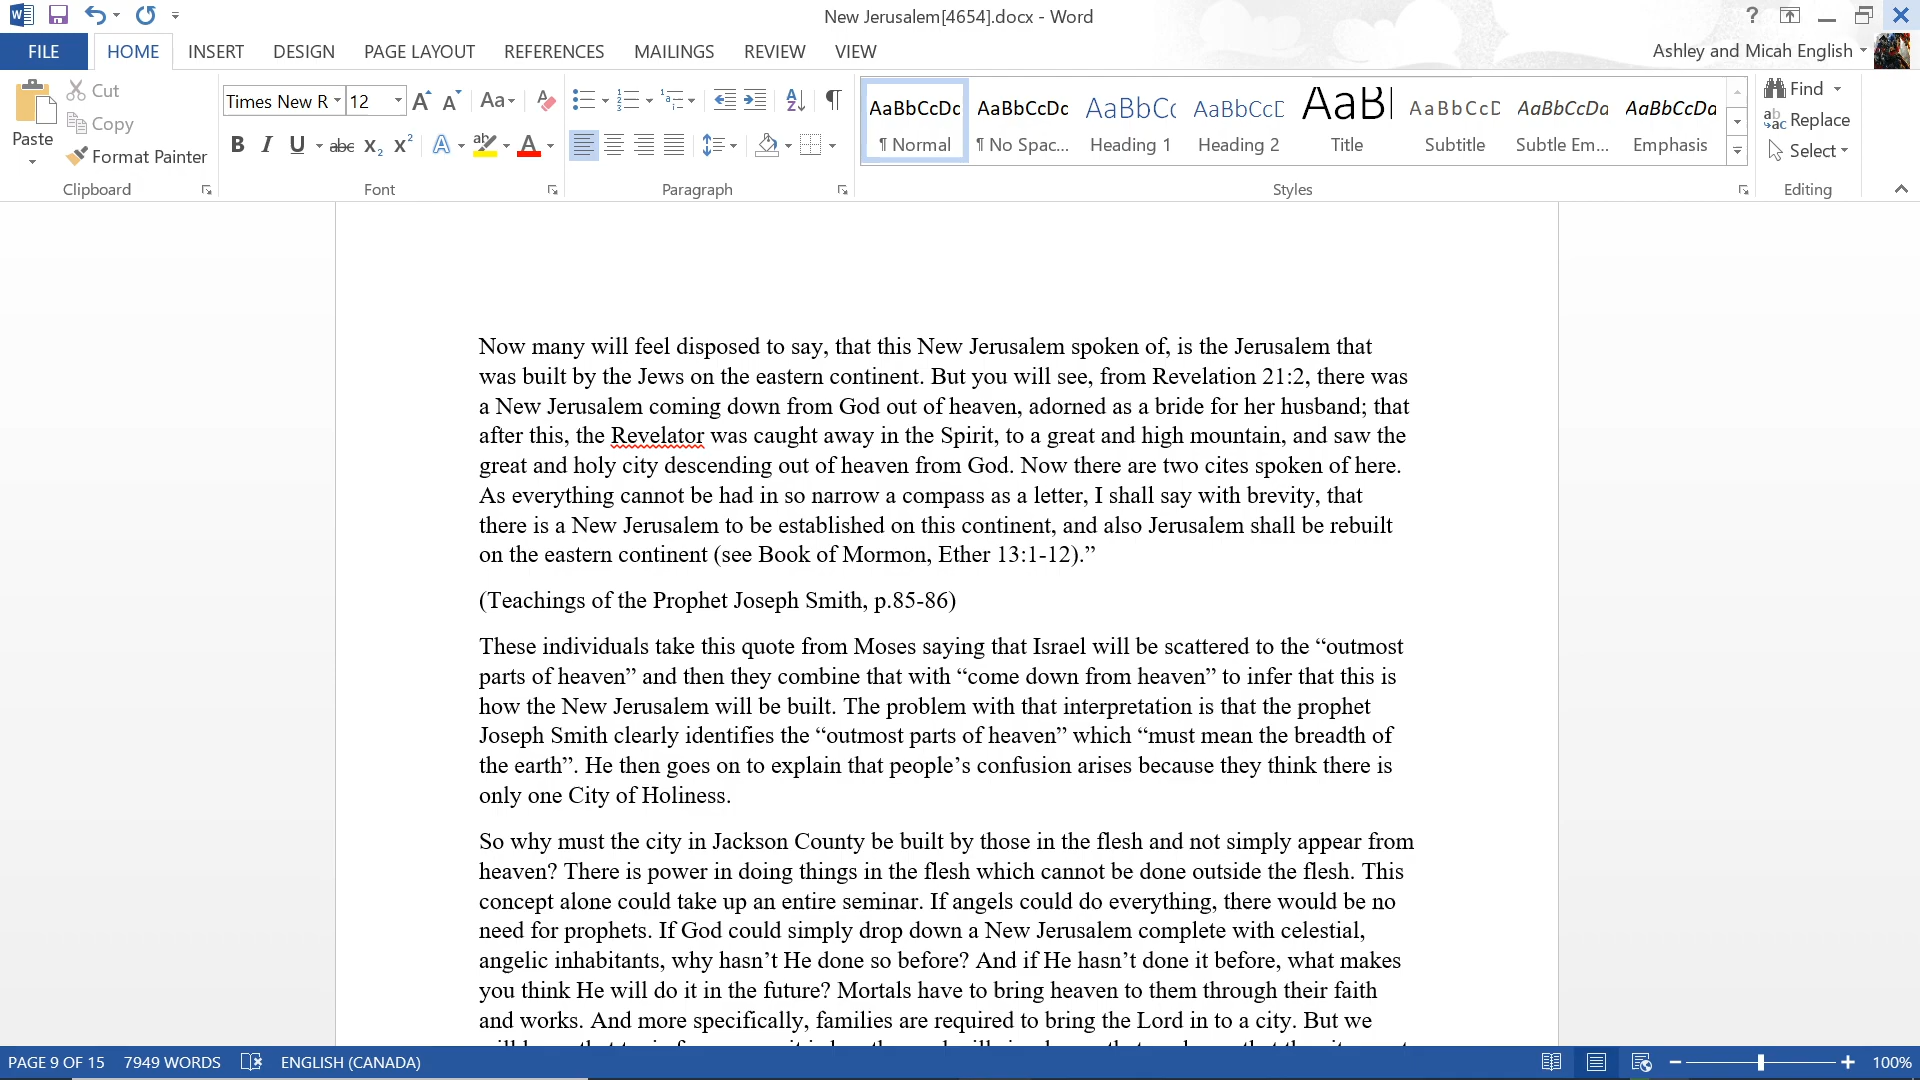 New Jerusalem[4654].docx - Word
?
FILE HOME INSERT DESIGN PAGE LAYOUT REFERENCES MAILINGS REVIEW VIEW
Ashley and Micah English
Paste
Cut
Copy
Format Painter
Clipboard
Times New R 12
A A Aa
B I U abc X₂ X² A ab A
Font
Paragraph
AaBbCcDc AaBbCcDc AaBbCc AaBbCcD AaBl AaBbCcD AaBbCcDa AaBbCcDa
¶ Normal ¶ No Spac... Heading 1 Heading 2 Title Subtitle Subtle Em... Emphasis
Styles
Find
Replace
Select
Editing
Now many will feel disposed to say, that this New Jerusalem spoken of, is the Jerusalem that
was built by the Jews on the eastern continent. But you will see, from Revelation 21:2, there was
a New Jerusalem coming down from God out of heaven, adorned as a bride for her husband; that
after this, the Revelator was caught away in the Spirit, to a great and high mountain, and saw the
great and holy city descending out of heaven from God. Now there are two cites spoken of here.
As everything cannot be had in so narrow a compass as a letter, I shall say with brevity, that
there is a New Jerusalem to be established on this continent, and also Jerusalem shall be rebuilt
on the eastern continent (see Book of Mormon, Ether 13:1-12).”
(Teachings of the Prophet Joseph Smith, p.85-86)
These individuals take this quote from Moses saying that Israel will be scattered to the “outmost
parts of heaven” and then they combine that with “come down from heaven” to infer that this is
how the New Jerusalem will be built. The problem with that interpretation is that the prophet
Joseph Smith clearly identifies the “outmost parts of heaven” which “must mean the breadth of
the earth”. He then goes on to explain that people’s confusion arises because they think there is
only one City of Holiness.
So why must the city in Jackson County be built by those in the flesh and not simply appear from
heaven? There is power in doing things in the flesh which cannot be done outside the flesh. This
concept alone could take up an entire seminar. If angels could do everything, there would be no
need for prophets. If God could simply drop down a New Jerusalem complete with celestial,
angelic inhabitants, why hasn’t He done so before? And if He hasn’t done it before, what makes
you think He will do it in the future? Mortals have to bring heaven to them through their faith
and works. And more specifically, families are required to bring the Lord in to a city. But we
PAGE 9 OF 15 7949 WORDS ENGLISH (CANADA)
100%